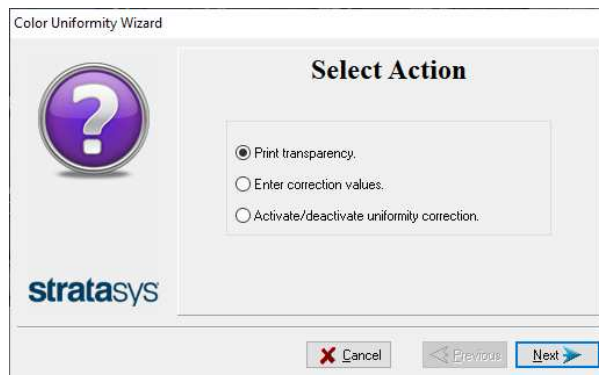 Color Uniformity Wizard
Select Action
Print transparency.
Enter correction values.
Activate/deactivate uniformity correction.
stratasys
Cancel
Previous
Next